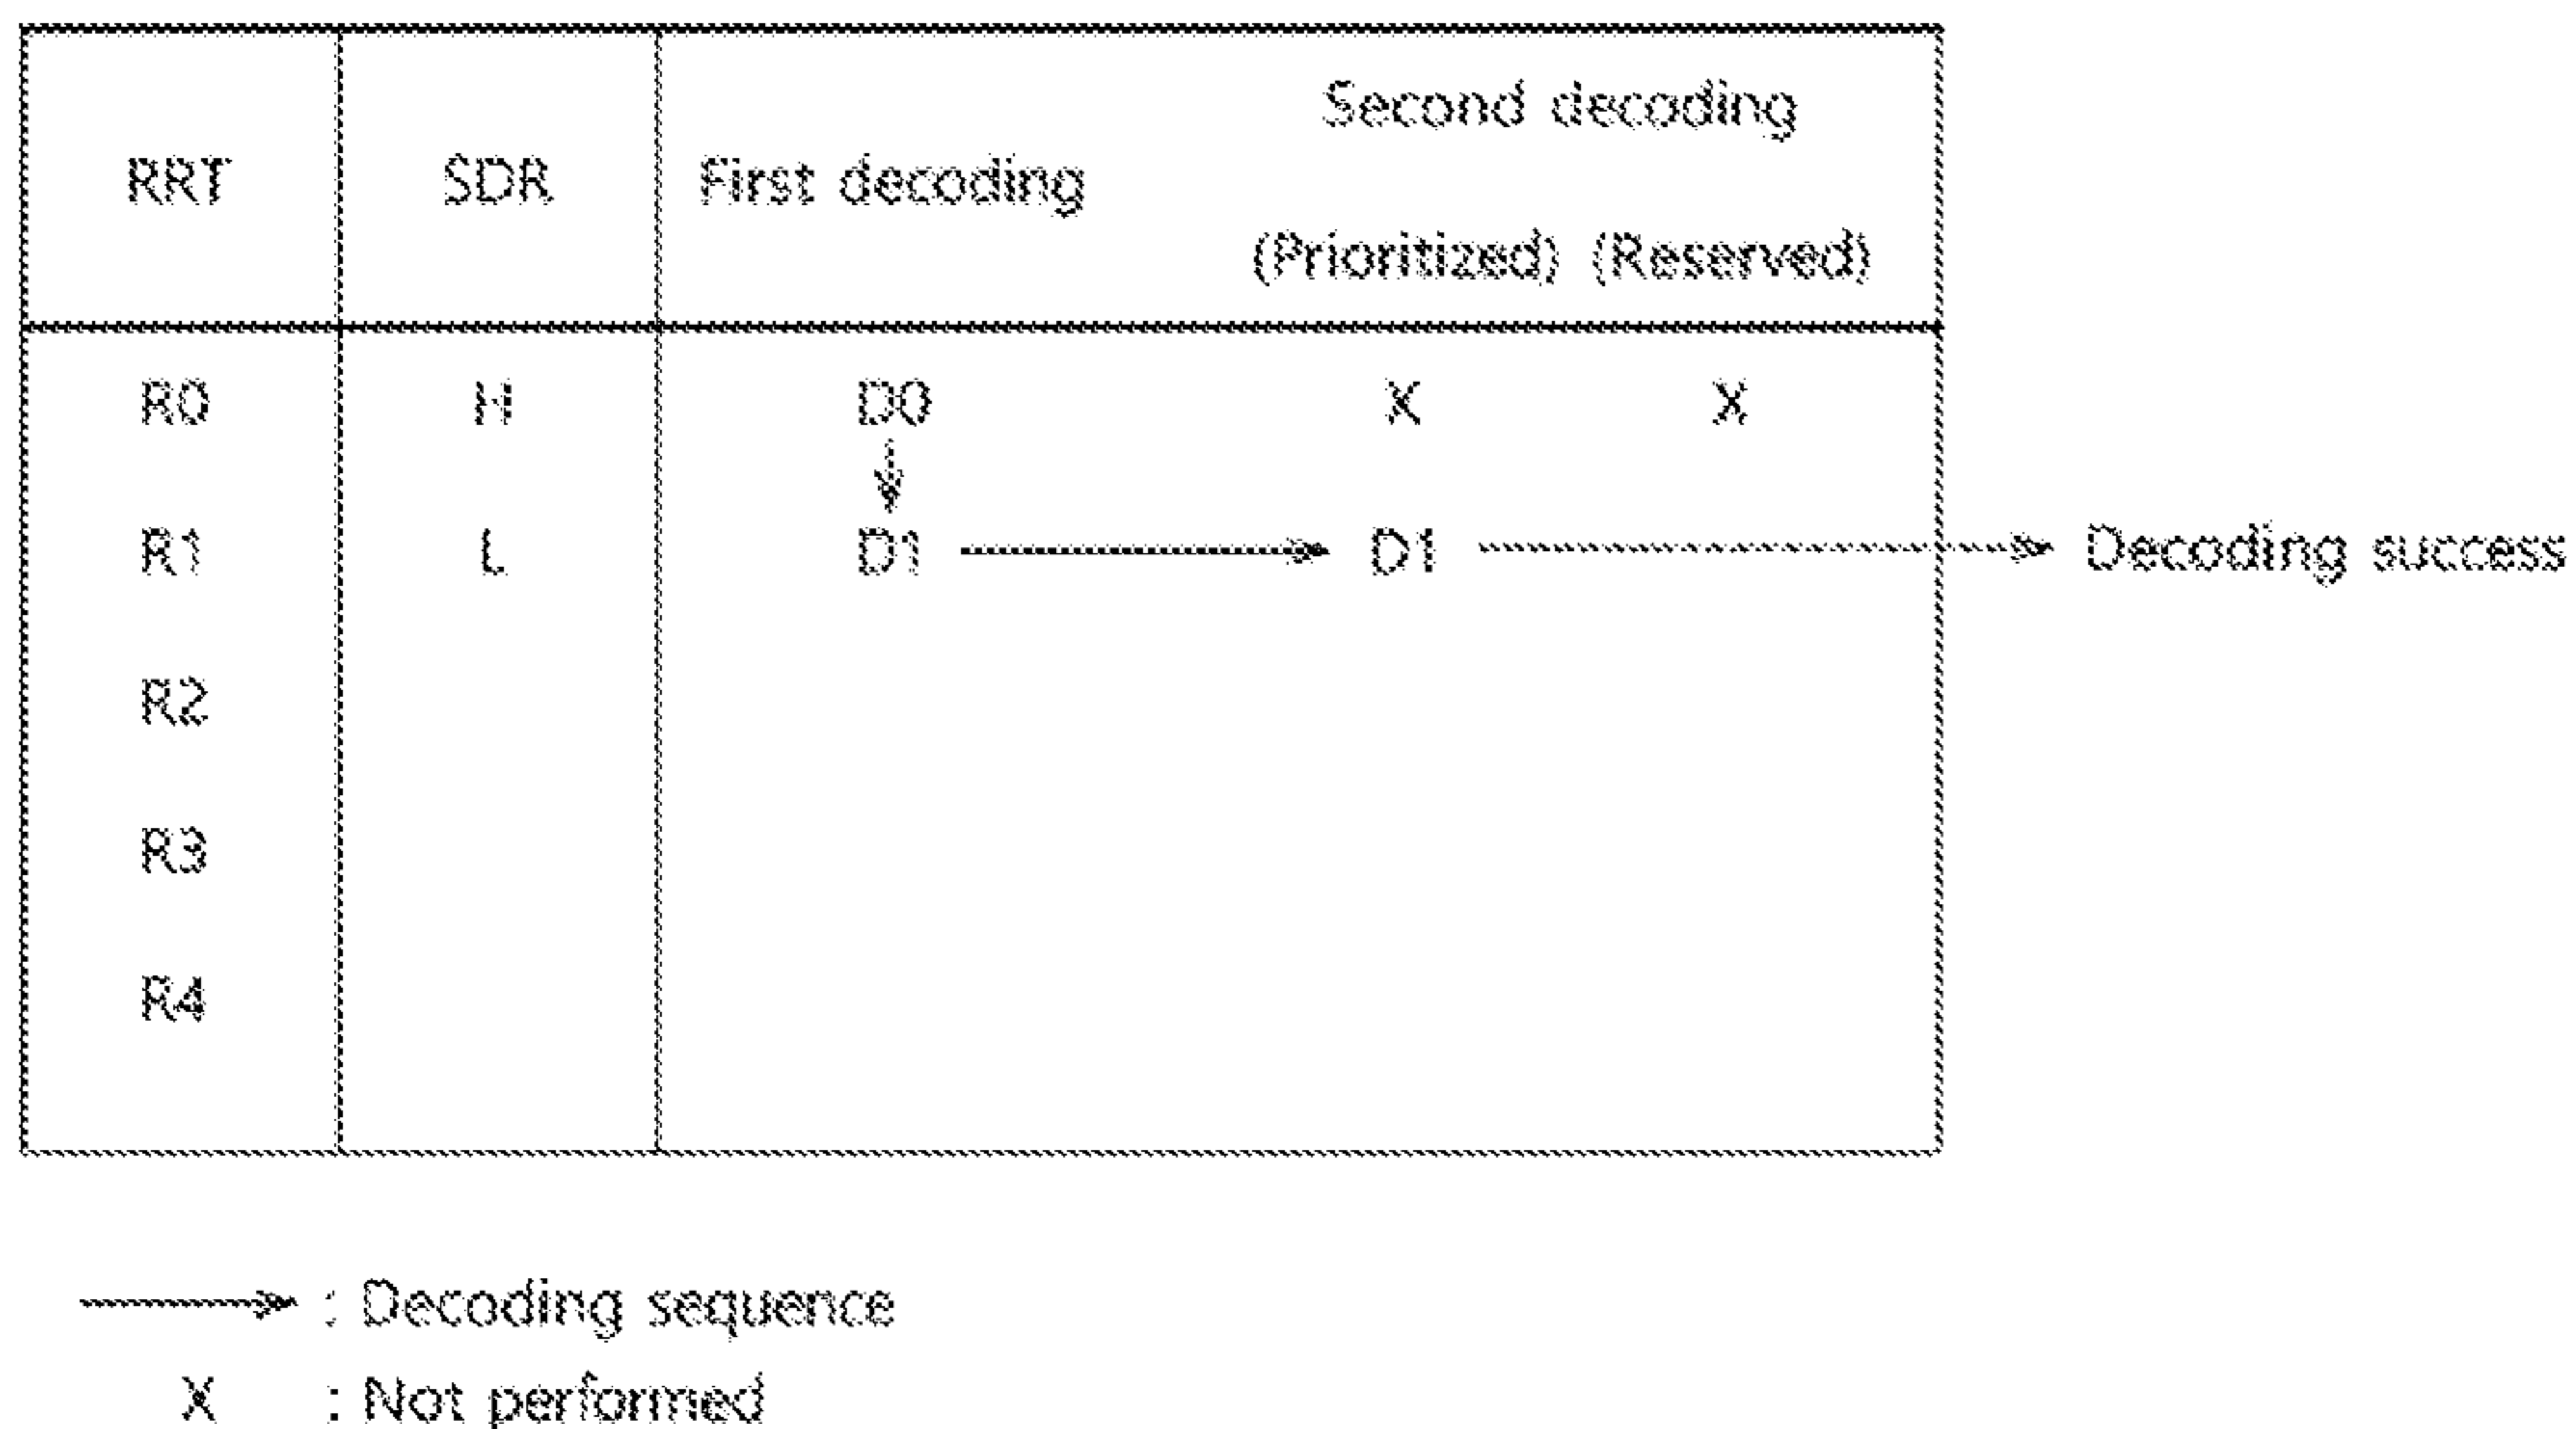 RRT SDR First decoding Second decoding
(Prioritized) (Reserved)
R0 H D0 X X
R1 L D1 D1 Decoding success
R2
R3
R4
: Decoding sequence
X : Not performed